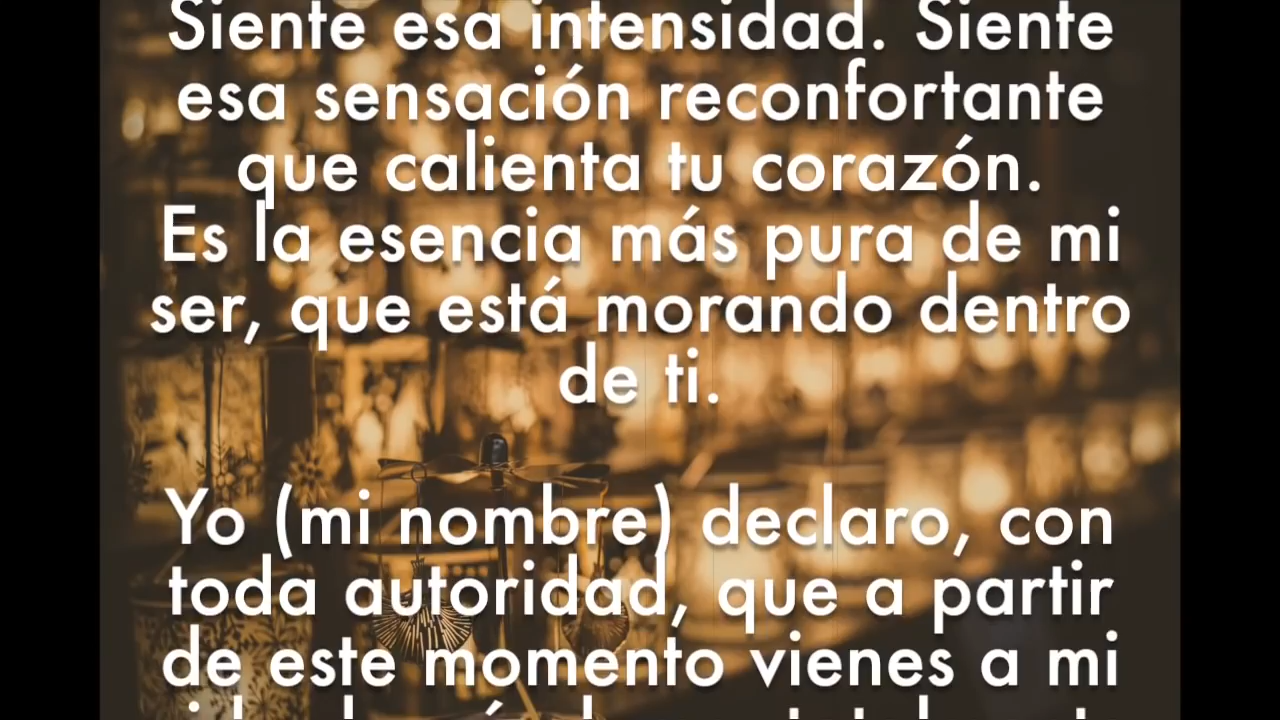 Siente esa intensidad. Siente
esa sensación reconfortante
que calienta tu corazón.
Es la esencia más pura de mi
ser, que está morando dentro
de ti.
Yo (mi nombre) declaro, con
toda autoridad, que a partir
de este momento vienes a mi